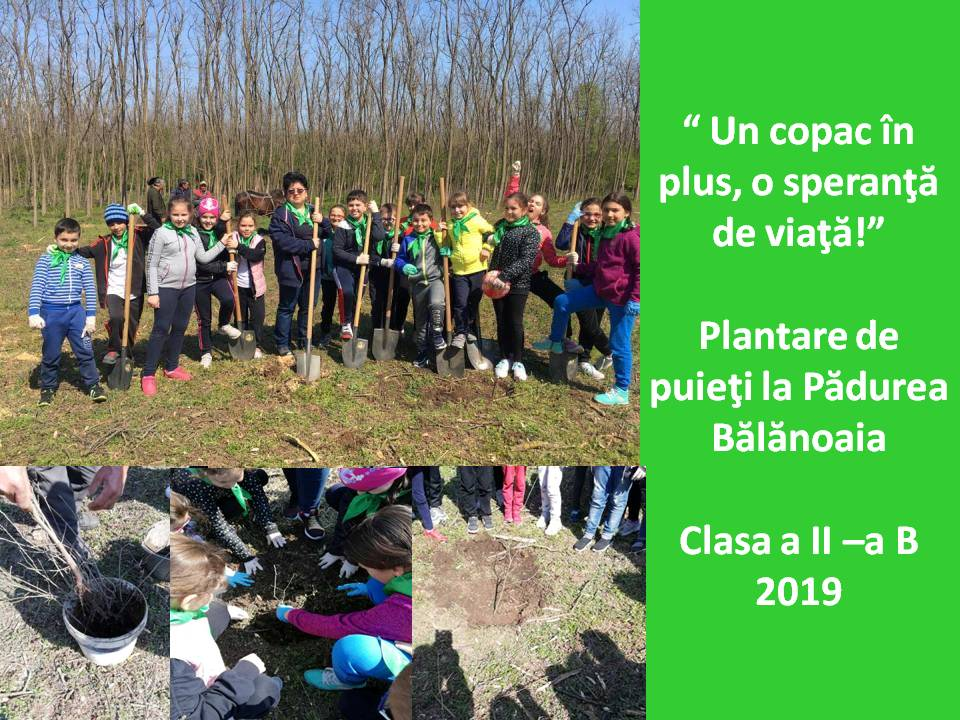 “ Un copac în
plus, o speranţă
de viaţă!”
Plantare de
puieţi la Pădurea
Bălănoaia
Clasa a II –a B
2019